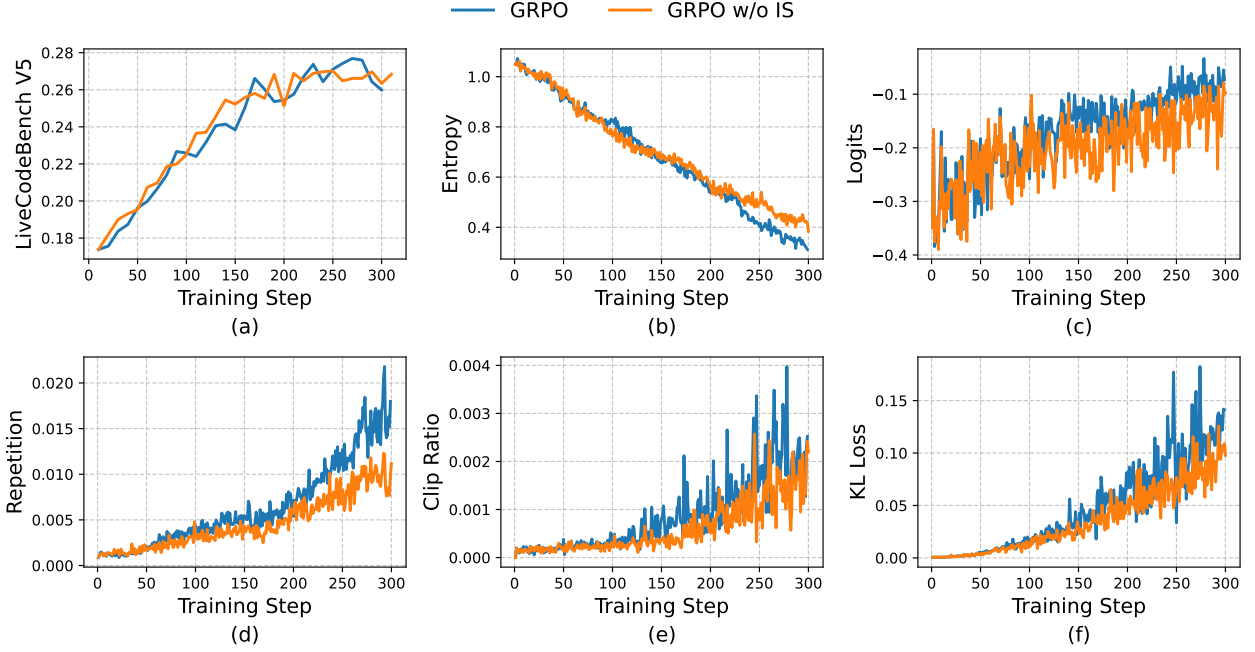 GRPO GRPO w/o IS
LiveCodeBench V5
0.28
0.26
0.24
0.22
0.20
0.18
0 50 100 150 200 250 300
Training Step
(a)
Entropy
1.0
0.8
0.6
0.4
0 50 100 150 200 250 300
Training Step
(b)
Logits
−0.1
−0.2
−0.3
−0.4
0 50 100 150 200 250 300
Training Step
(c)
Repetition
0.020
0.015
0.010
0.005
0.000
0 50 100 150 200 250 300
Training Step
(d)
Clip Ratio
0.004
0.003
0.002
0.001
0.000
0 50 100 150 200 250 300
Training Step
(e)
KL Loss
0.15
0.10
0.05
0.00
0 50 100 150 200 250 300
Training Step
(f)